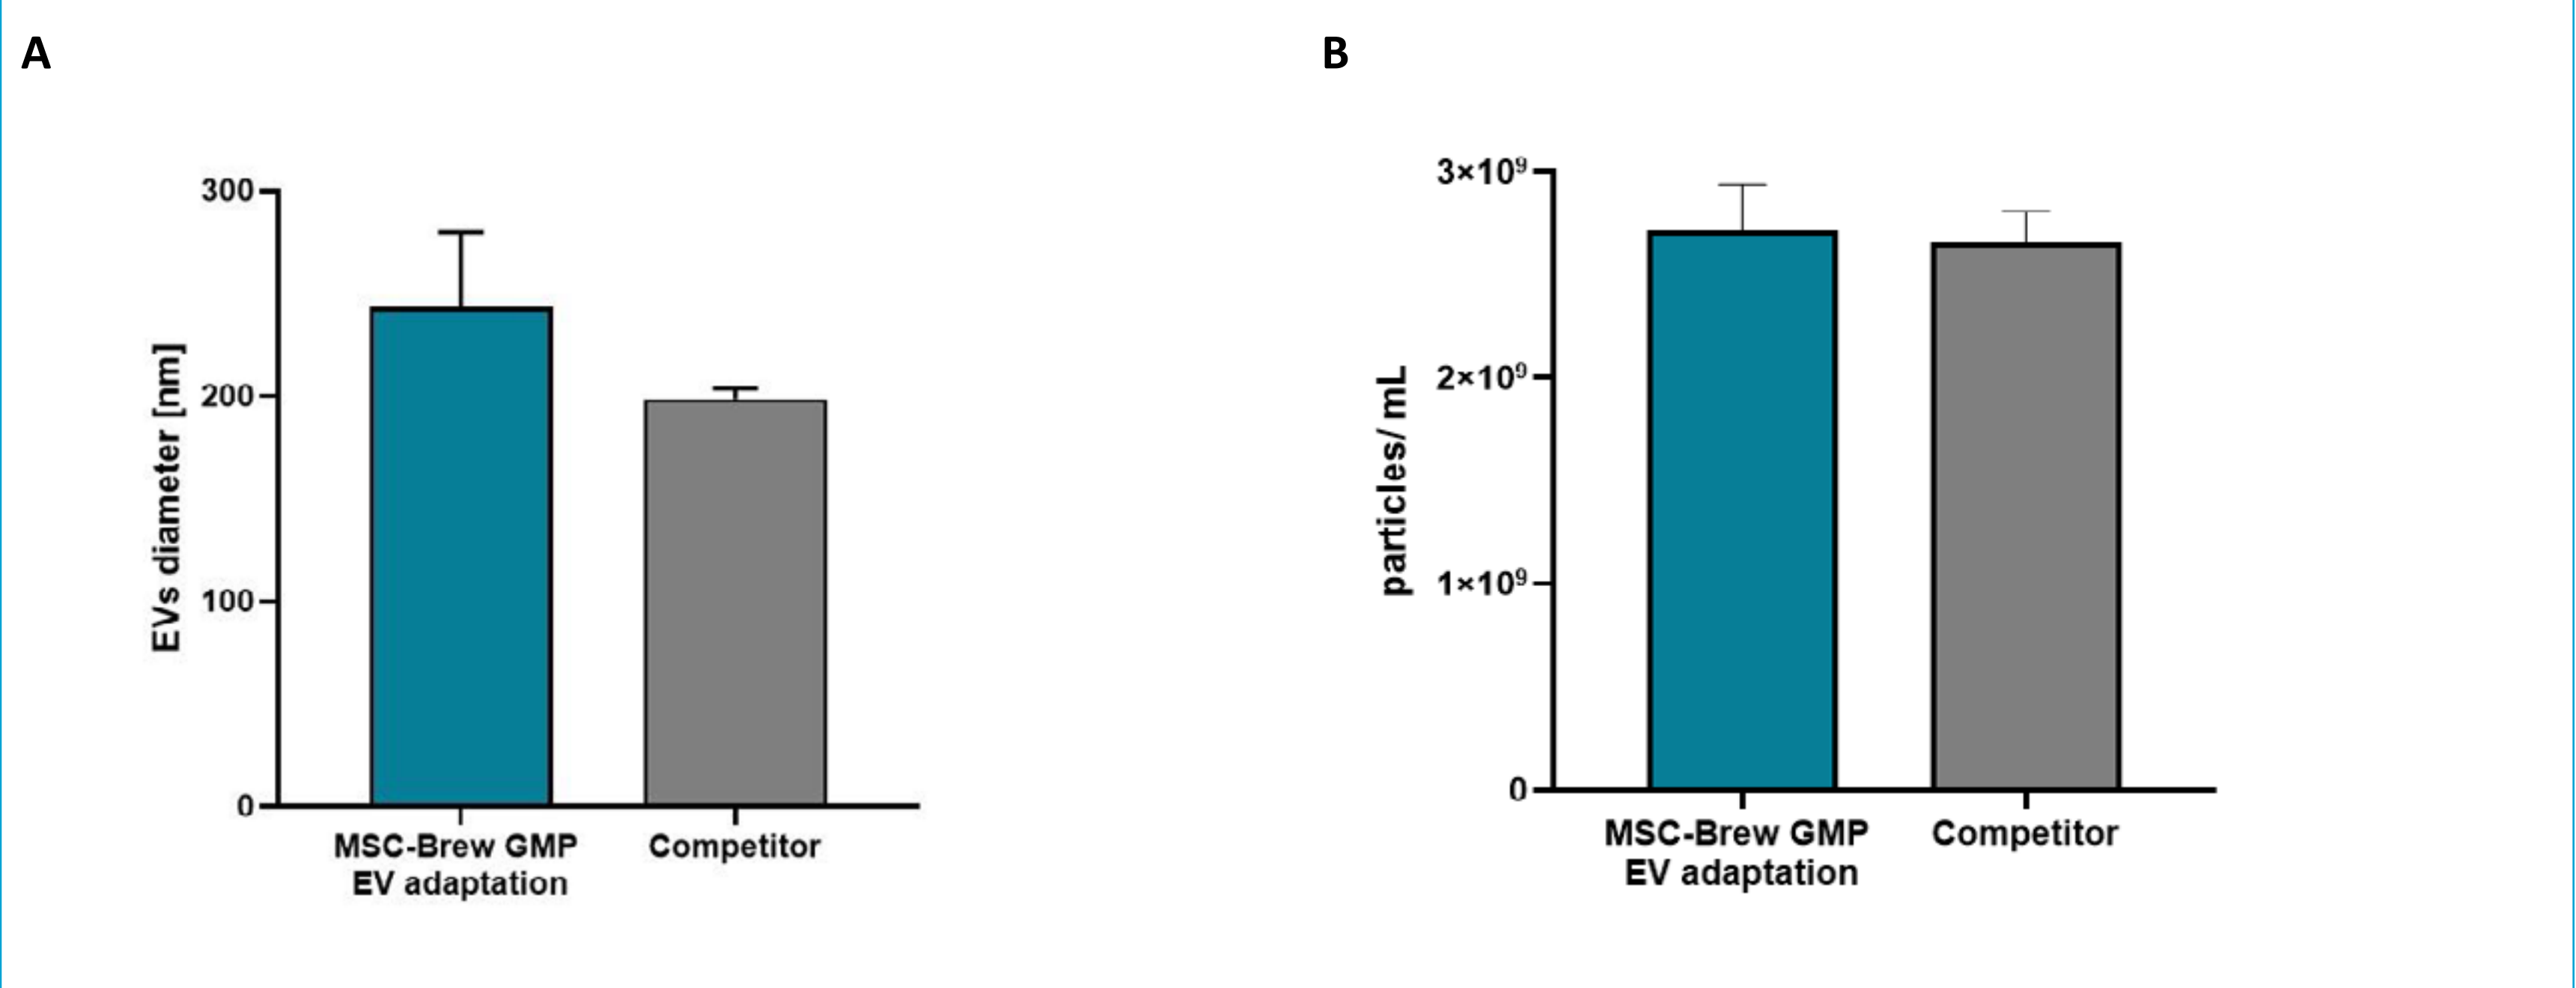 A
300
200
100
0
EVs diameter [nm]
MSC-Brew GMP
EV adaptation
Competitor
B
3×10⁹
2×10⁹
1×10⁹
0
particles/ mL
MSC-Brew GMP
EV adaptation
Competitor